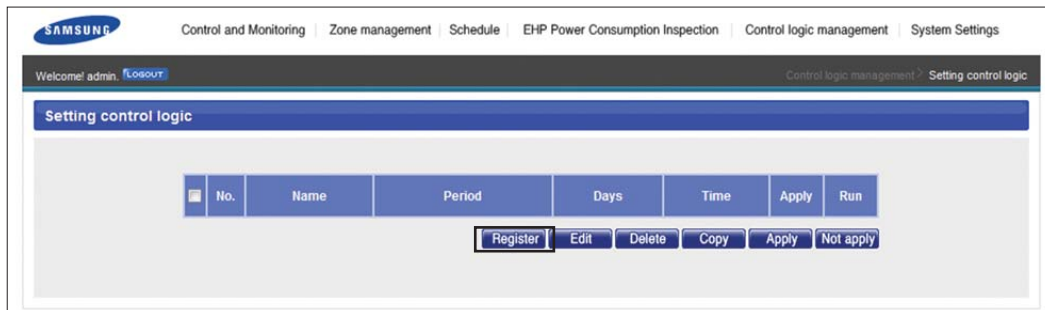 SAMSUNG Control and Monitoring Zone management Schedule EHP Power Consumption Inspection Control logic management System Settings
Welcome! admin. LOGOUT Control logic management > Setting control logic
Setting control logic
No. Name Period Days Time Apply Run
Register Edit Delete Copy Apply Not apply